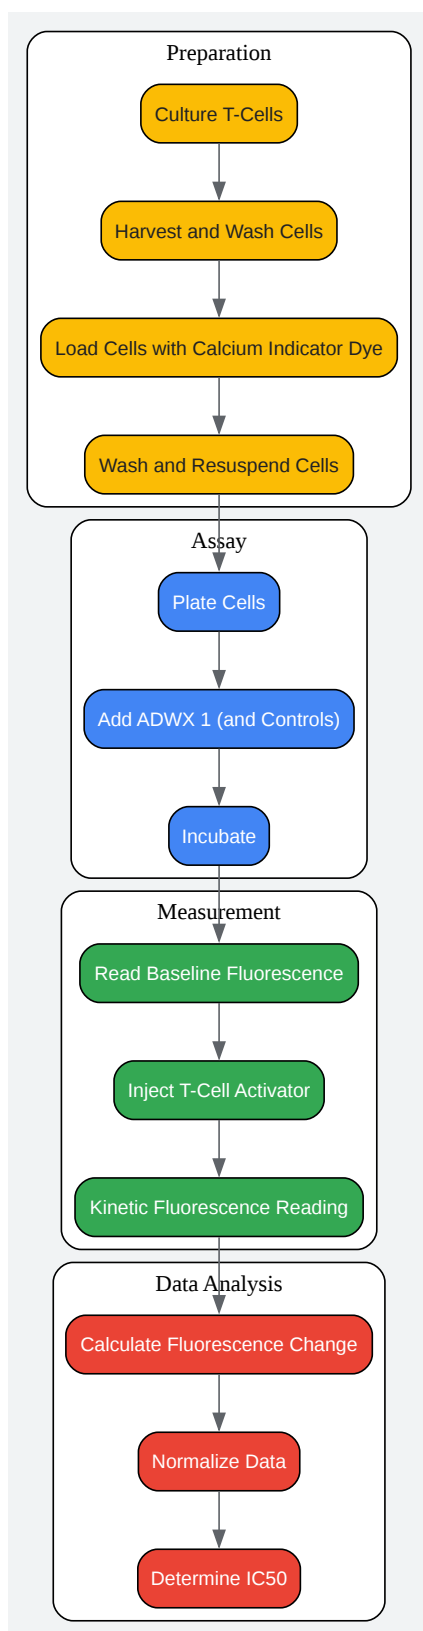 Preparation
Culture T-Cells
Harvest and Wash Cells
Load Cells with Calcium Indicator Dye
Wash and Resuspend Cells
Assay
Plate Cells
Add ADWX 1 (and Controls)
Incubate
Measurement
Read Baseline Fluorescence
Inject T-Cell Activator
Kinetic Fluorescence Reading
Data Analysis
Calculate Fluorescence Change
Normalize Data
Determine IC50